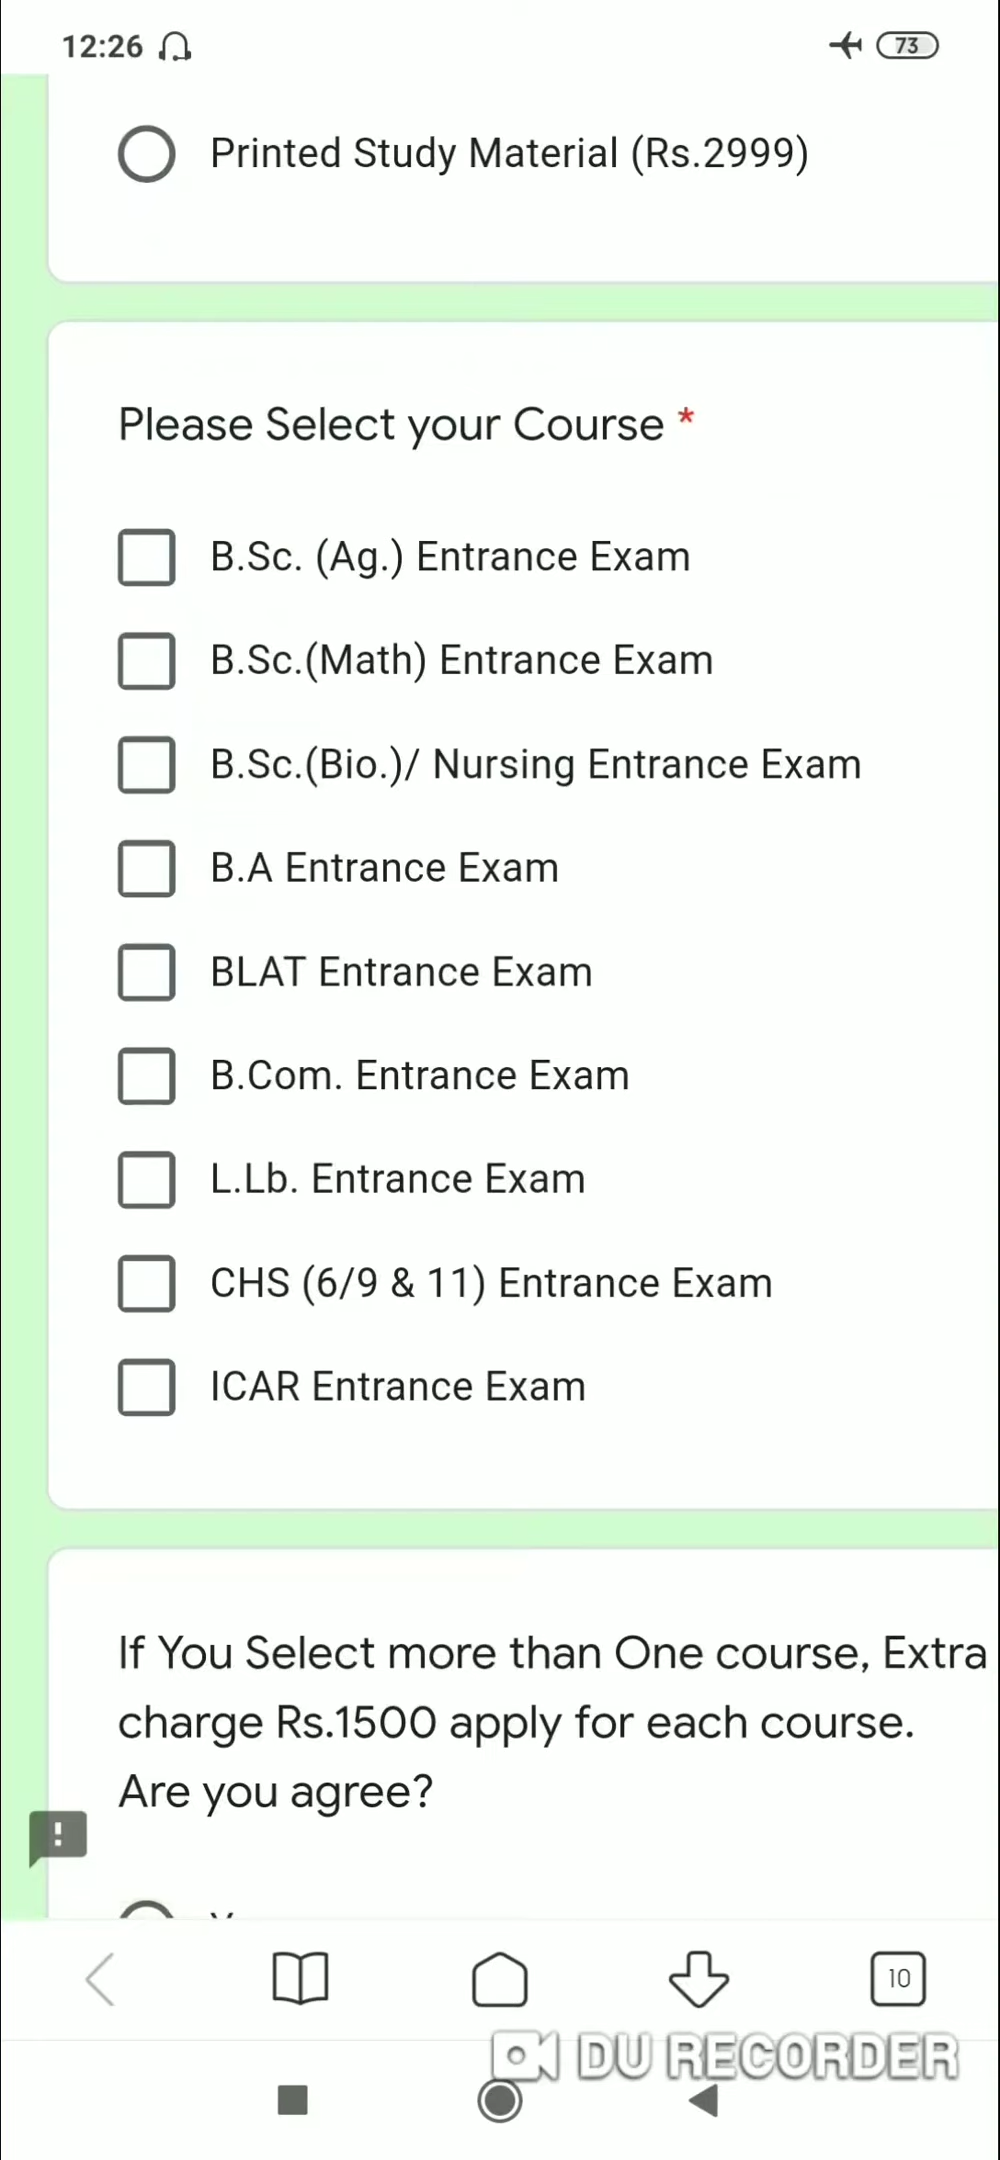 12:26
73
Printed Study Material (Rs.2999)
Please Select your Course *
B.Sc. (Ag.) Entrance Exam
B.Sc.(Math) Entrance Exam
B.Sc.(Bio.)/ Nursing Entrance Exam
B.A Entrance Exam
BLAT Entrance Exam
B.Com. Entrance Exam
L.Lb. Entrance Exam
CHS (6/9 & 11) Entrance Exam
ICAR Entrance Exam
If You Select more than One course, Extra
charge Rs.1500 apply for each course.
Are you agree?
!
10
DU RECORDER